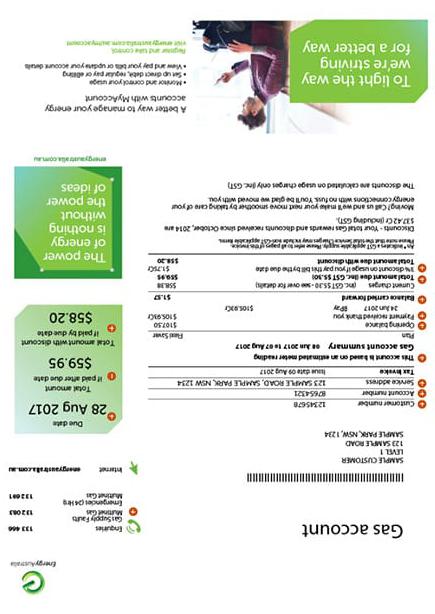 EnergyAustralia
Gas account
SAMPLE CUSTOMER
LEVEL 1
123 SAMPLE ROAD
SAMPLE PARK, NSW, 1234
Enquiries 133 466
Gas Supply Faults
Multinet Gas 132 083
Emergencies (24 Hrs)
Multinet Gas 132 691
Internet energyaustralia.com.au
Customer number 12345678
Account number 87654321
Service address 123 SAMPLE ROAD, SAMPLE PARK, NSW 1234
Tax Invoice Issue date 09 Aug 2017
This account is based on an estimated meter reading
Gas account summary 08 Jun 2017 to 07 Aug 2017
Plan Flexi Saver
Opening balance $107.30
Payment received thank you $105.93Cr
24 Jun 2017 BPay $105.93Cr
Balance carried forward $1.37
Current charges (inc. GST $5.30 - see over for details) $58.38
Total amount due (inc. GST $5.30) $59.95
3% discount on usage if you pay this bill by the due date $1.75Cr
Total amount due with discount $58.20
An * indicates a GST applicable supply. Please refer to all pages of this invoice.
Please note that the total service charges may include non-GST applicable items.
Discounts - Your total Gas rewards and discounts received since October, 2014 are
$37.42 Cr (including GST).
Moving? Call us and we'll make your next move smoother by taking care of your
energy connections with no fuss. You'll be glad we moved with you.
The discounts are calculated on usage charges only (inc. GST)
Due date
28 Aug 2017
Total amount
if paid after due date
$59.95
Total amount with discount
if paid by due date
$58.20
The power
of energy
is nothing
without
the power
of ideas
energyaustralia.com.au
A better way to manage your energy
accounts with MyAccount
• Monitor and control your usage
• Set up direct debit, regular pay or eBilling
• View and pay your bills or update your account details
Register and take control,
visit energyaustralia.com.au/myaccount
To light the way
we're striving
for a better way